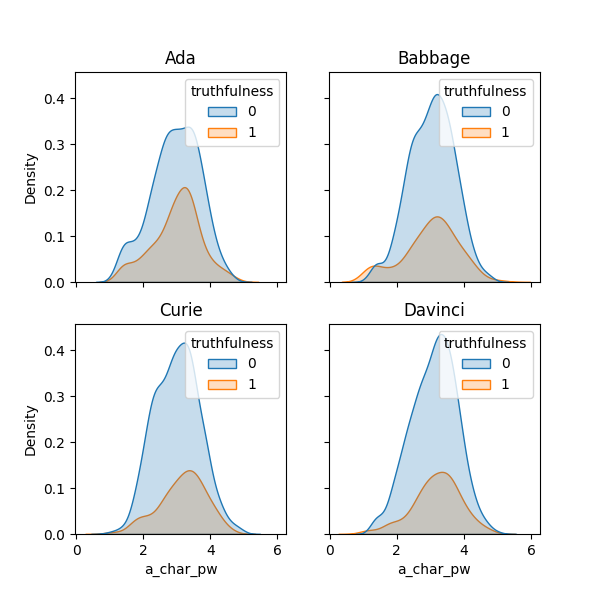 Ada
Babbage
truthfulness
0
1
truthfulness
0
1
Density
0.4
0.3
0.2
0.1
0.0
Curie
Davinci
truthfulness
0
1
truthfulness
0
1
Density
0.4
0.3
0.2
0.1
0.0
0 2 4 6
0 2 4 6
a_char_pw
a_char_pw